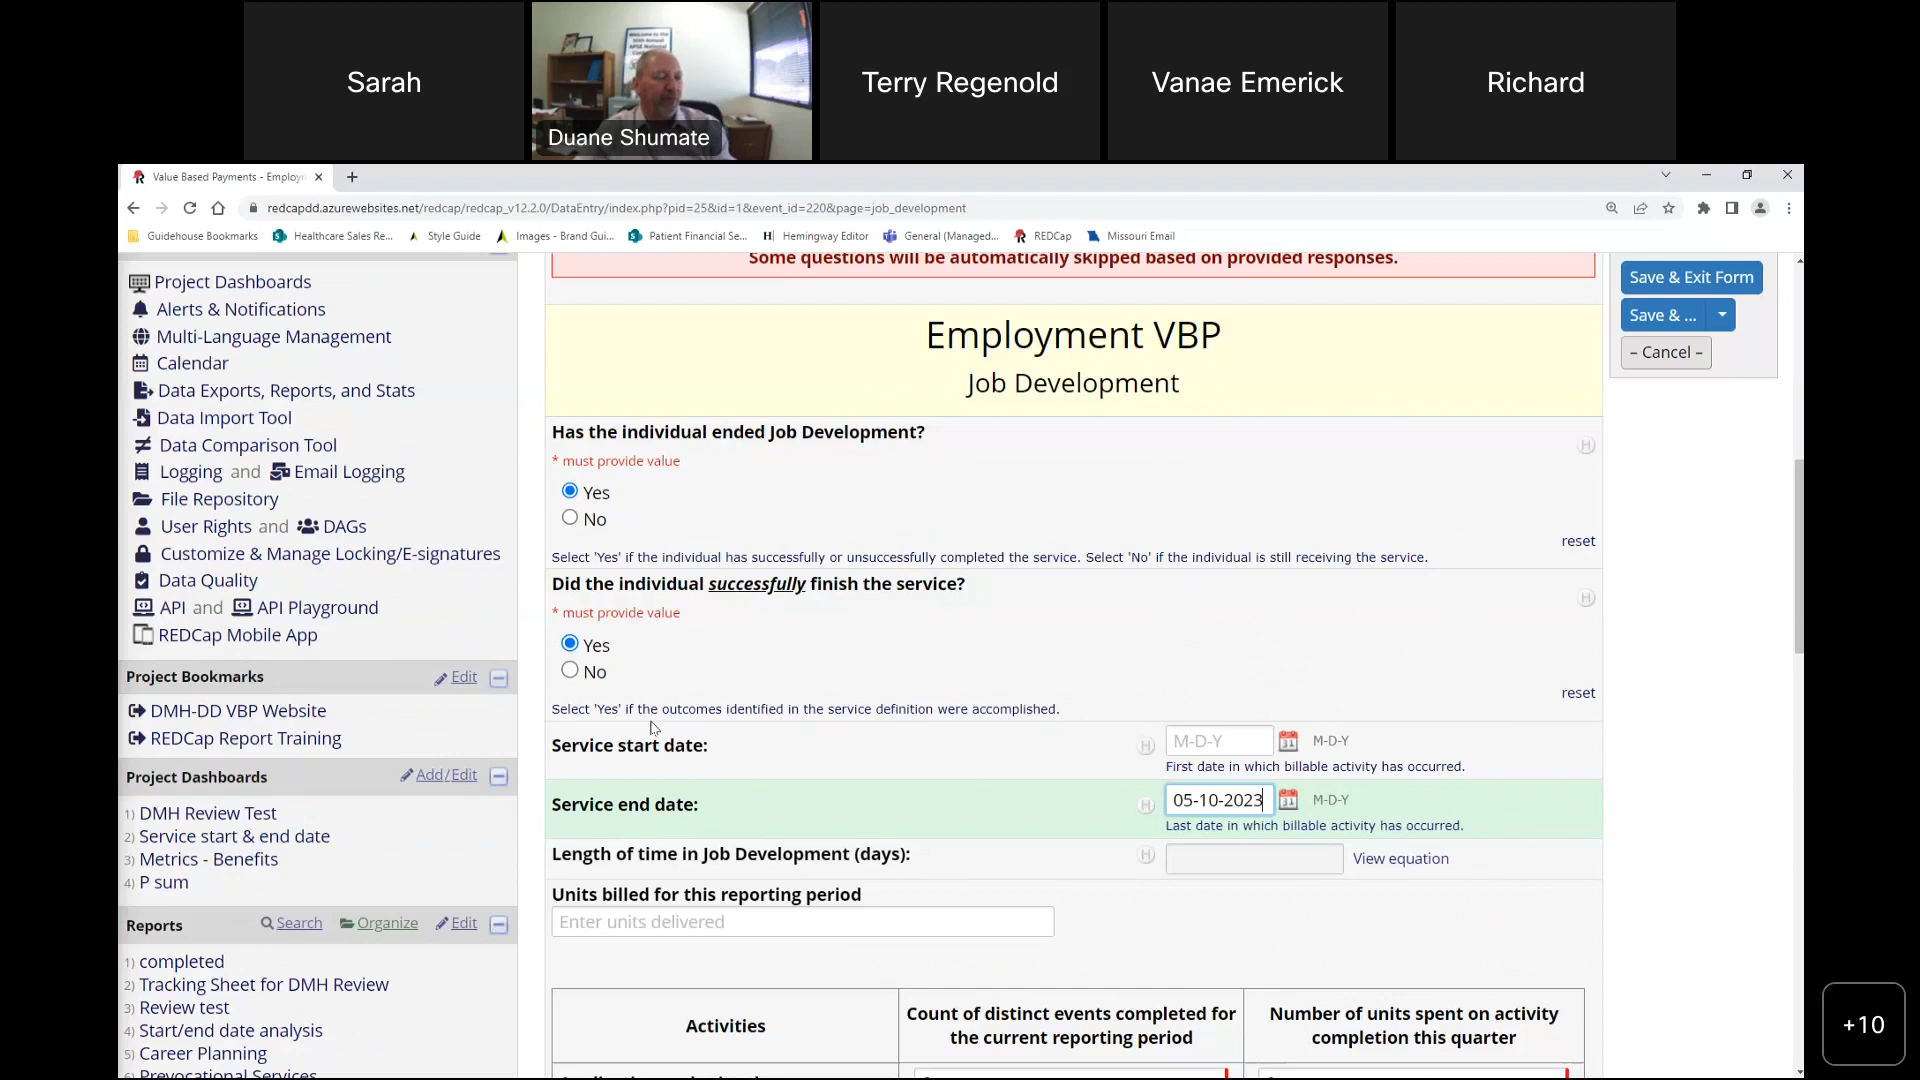 Sarah
Duane Shumate
Terry Regenold
Vanae Emerick
Richard
Value Based Payments - Employm
redcapdd.azurewebsites.net/redcap/redcap_v12.2.0/DataEntry/index.php?pid=25&id=1&event_id=220&page=job_development
Guidehouse Bookmarks
Healthcare Sales Re...
Style Guide
Images - Brand Gui...
Patient Financial Se...
Hemingway Editor
General (Managed...
REDCap
Missouri Email
Project Dashboards
Alerts & Notifications
Multi-Language Management
Calendar
Data Exports, Reports, and Stats
Data Import Tool
Data Comparison Tool
Logging and Email Logging
File Repository
User Rights and DAGs
Customize & Manage Locking/E-signatures
Data Quality
API and API Playground
REDCap Mobile App
Project Bookmarks Edit
DMH-DD VBP Website
REDCap Report Training
Project Dashboards Add/Edit
1) DMH Review Test
2) Service start & end date
3) Metrics - Benefits
4) P sum
Reports Search Organize Edit
1) completed
2) Tracking Sheet for DMH Review
3) Review test
4) Start/end date analysis
5) Career Planning
Prevocational Services
Some questions will be automatically skipped based on provided responses.
Employment VBP
Job Development
Has the individual ended Job Development?
* must provide value
Yes
No
reset
Select 'Yes' if the individual has successfully or unsuccessfully completed the service. Select 'No' if the individual is still receiving the service.
Did the individual successfully finish the service?
* must provide value
Yes
No
reset
Select 'Yes' if the outcomes identified in the service definition were accomplished.
Service start date:
M-D-Y 31 M-D-Y
First date in which billable activity has occurred.
Service end date:
05-10-2023 31 M-D-Y
Last date in which billable activity has occurred.
Length of time in Job Development (days):
View equation
Units billed for this reporting period
Enter units delivered
Activities
Count of distinct events completed for
the current reporting period
Number of units spent on activity
completion this quarter
Save & Exit Form
Save & ...
– Cancel –
+10